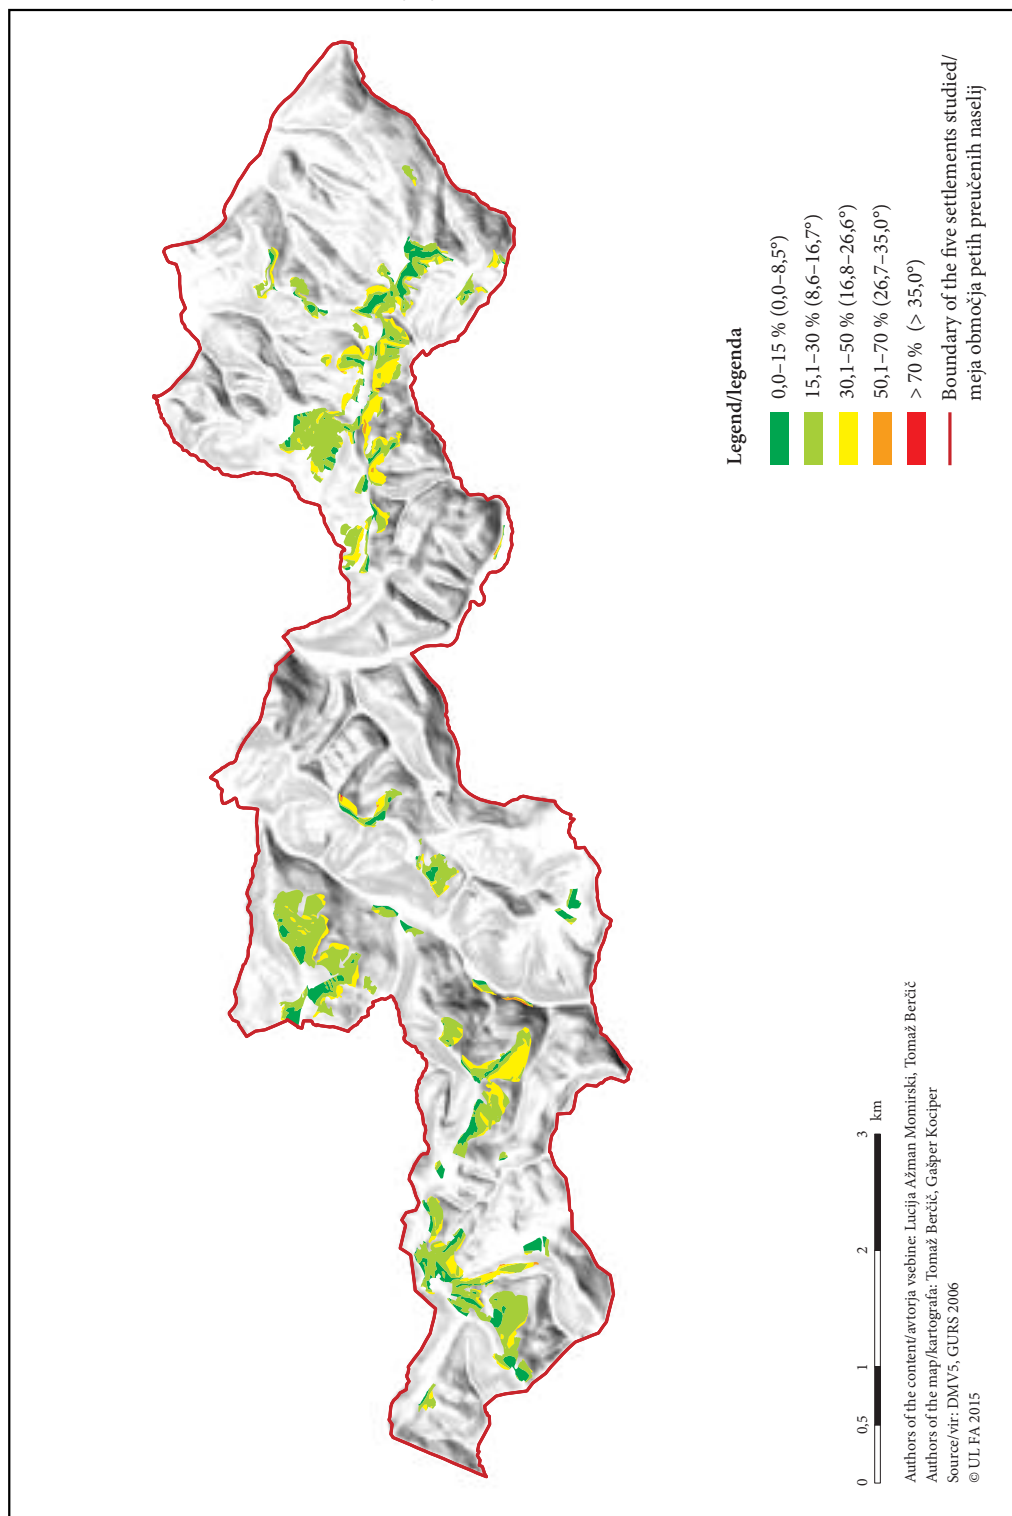 Legend/legenda
0,0–15 % (0,0–8,5°)
15,1–30 % (8,6–16,7°)
30,1–50 % (16,8–26,6°)
50,1–70 % (26,7–35,0°)
> 70 % (> 35,0°)
Boundary of the five settlements studied/
meja območja petih preučenih naselij
0 0,5 1 2 3
km
Authors of the content/avtorja vsebine: Lucija Ažman Momirski, Tomaž Berčič
Authors of the map/kartografa: Tomaž Berčič, Gašper Kociper
Source/vir: DMV5, GURS 2006
© UL FA 2015